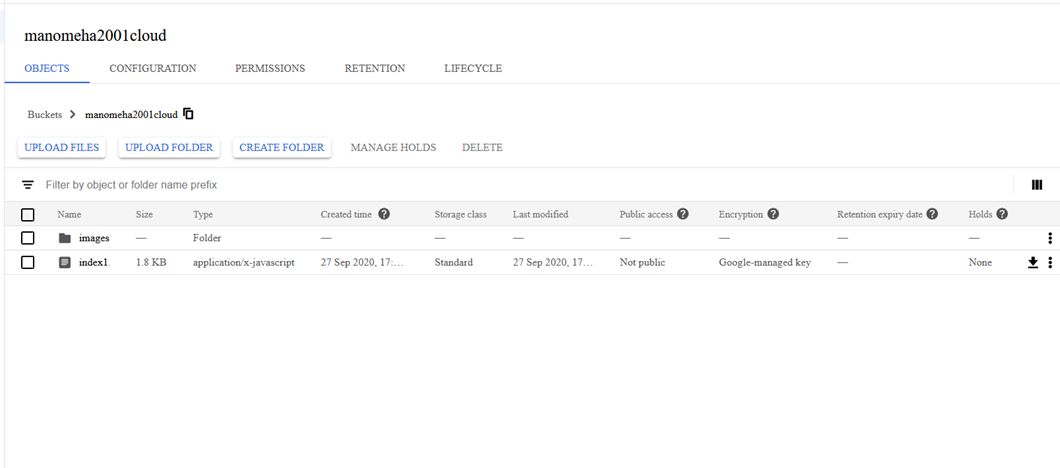 manomeha2001cloud
OBJECTS CONFIGURATION PERMISSIONS RETENTION LIFECYCLE
Buckets manomeha2001cloud
UPLOAD FILES UPLOAD FOLDER CREATE FOLDER MANAGE HOLDS DELETE
Filter by object or folder name prefix
Name Size Type Created time Storage class Last modified Public access Encryption Retention expiry date Holds
images — Folder — — — — — — —
index1. 1.8 KB application/x-javascript 27 Sep 2020, 17:… Standard 27 Sep 2020, 17… Not public Google-managed key — None